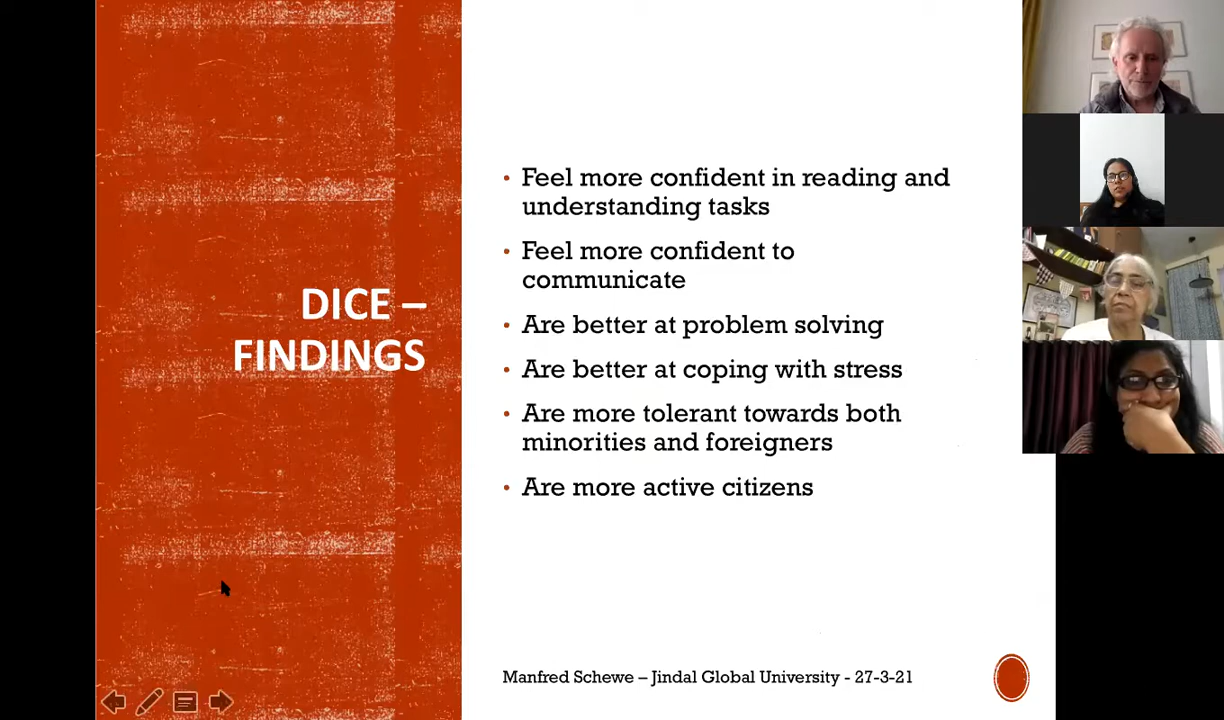 DICE –
FINDINGS
• Feel more confident in reading and
understanding tasks
• Feel more confident to
communicate
• Are better at problem solving
• Are better at coping with stress
• Are more tolerant towards both
minorities and foreigners
• Are more active citizens
Manfred Schewe – Jindal Global University - 27-3-21